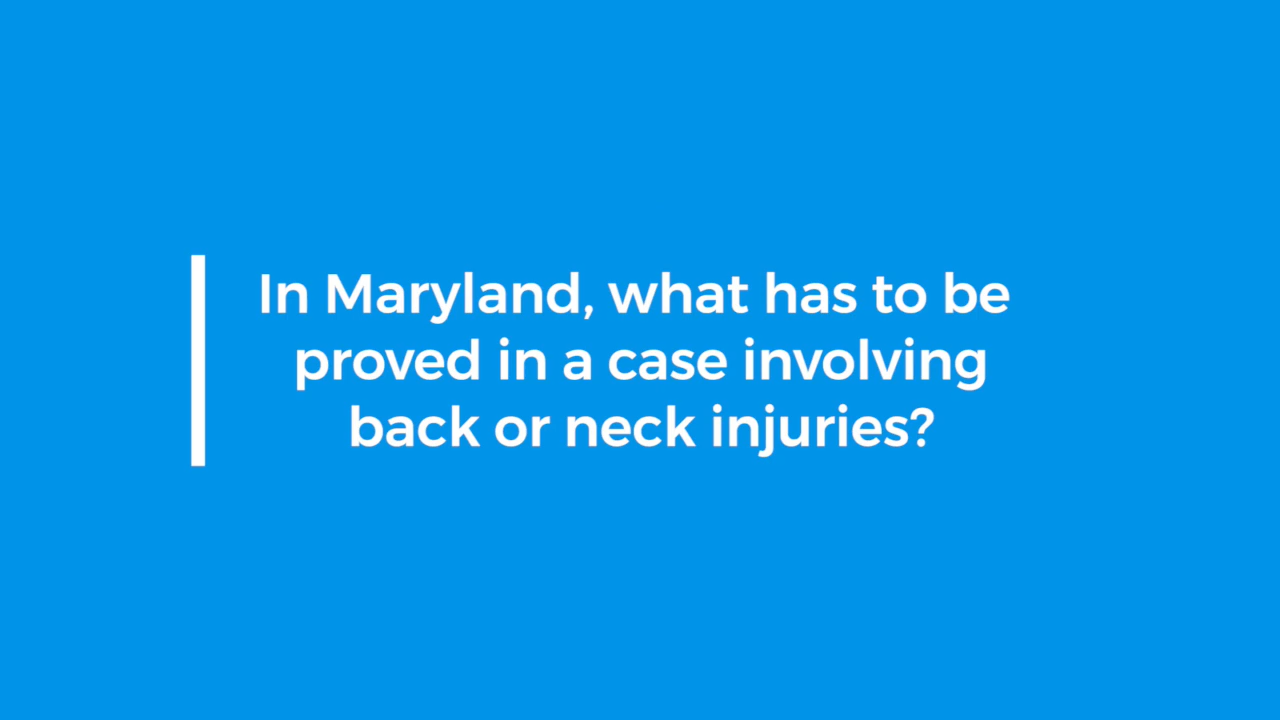 In Maryland, what has to be
proved in a case involving
back or neck injuries?